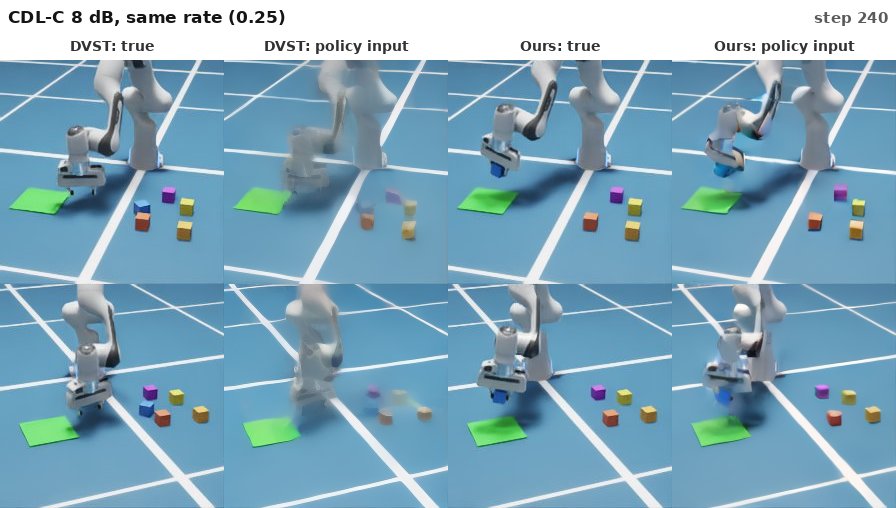 CDL-C 8 dB, same rate (0.25)
step 240
DVST: true
DVST: policy input
Ours: true
Ours: policy input